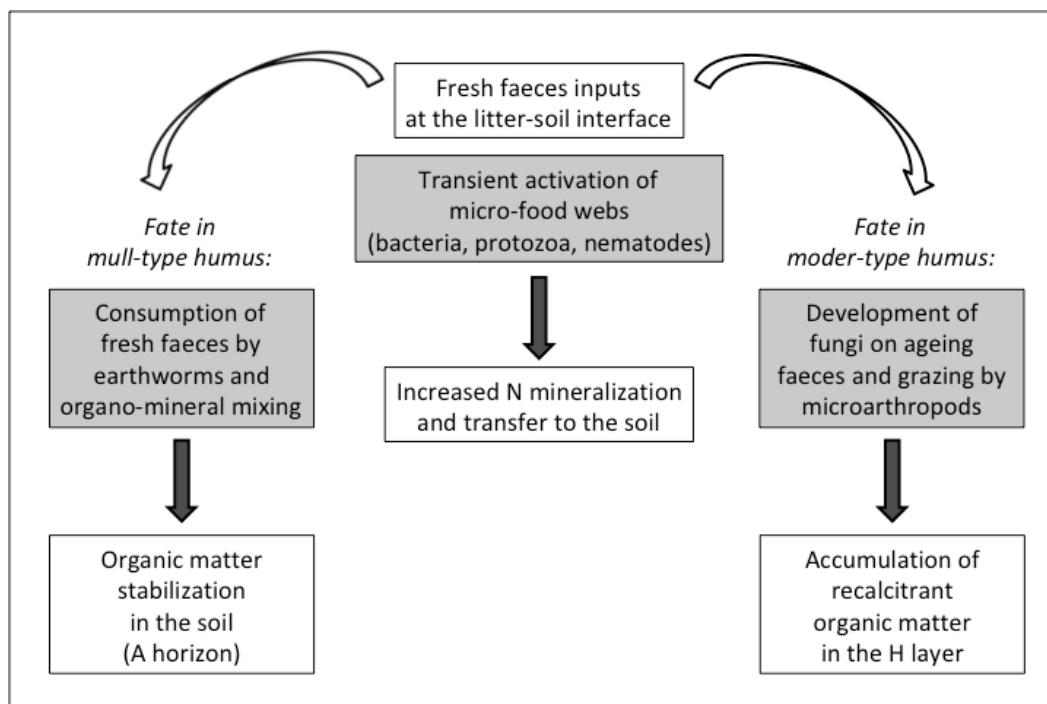 Fresh faeces inputs
at the litter-soil interface
Transient activation of
micro-food webs
(bacteria, protozoa, nematodes)
Increased N mineralization
and transfer to the soil
Fate in
mull-type humus:
Consumption of
fresh faeces by
earthworms and
organo-mineral mixing
Organic matter
stabilization
in the soil
(A horizon)
Fate in
moder-type humus:
Development of
fungi on ageing
faeces and grazing by
microarthropods
Accumulation of
recalcitrant
organic matter
in the H layer